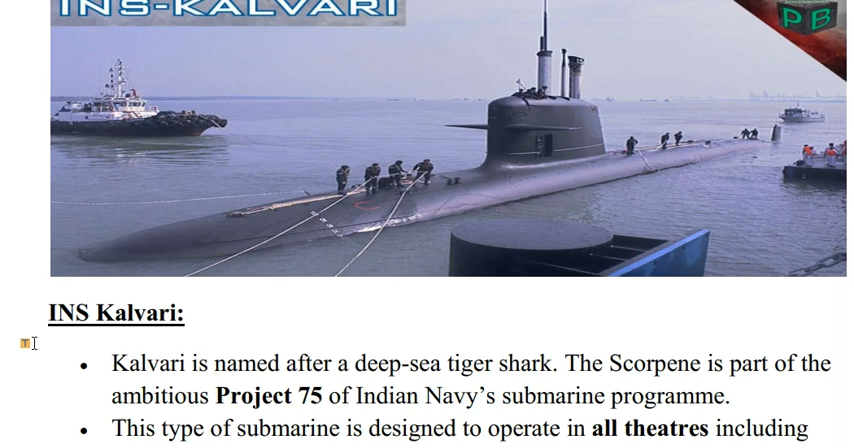 INS-KALVARI
PB
INS Kalvari:
T
• Kalvari is named after a deep-sea tiger shark. The Scorpene is part of the
ambitious Project 75 of Indian Navy’s submarine programme.
• This type of submarine is designed to operate in all theatres including